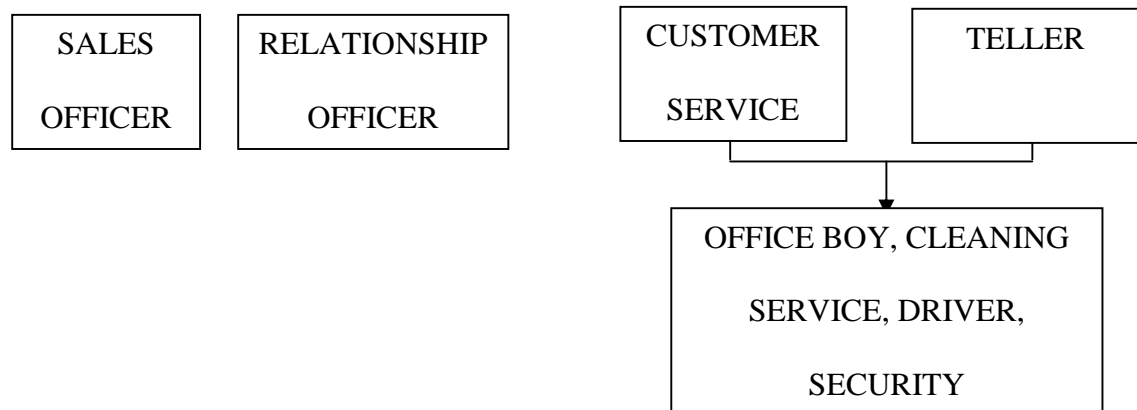 SALES
OFFICER
RELATIONSHIP
OFFICER
CUSTOMER
SERVICE
TELLER
OFFICE BOY, CLEANING
SERVICE, DRIVER,
SECURITY